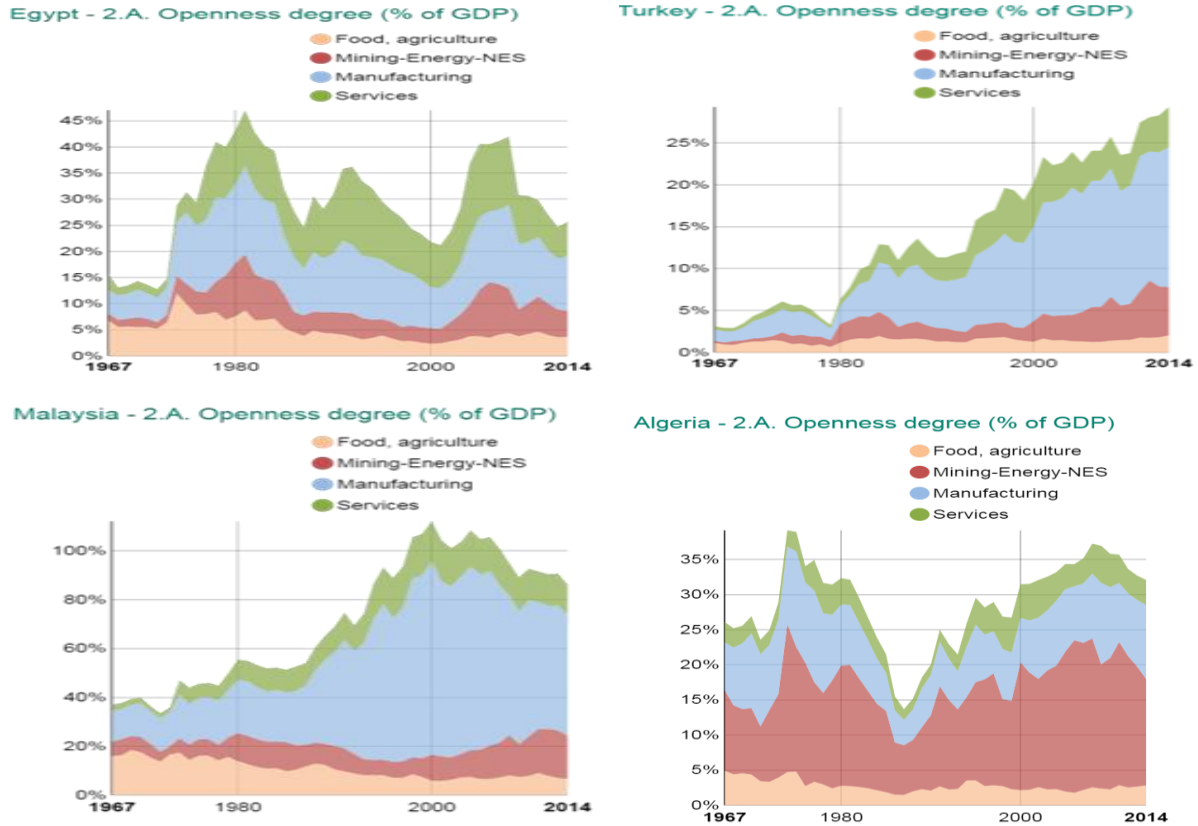 Egypt - 2.A. Openness degree (% of GDP)
Food, agriculture
Mining-Energy-NES
Manufacturing
Services
45%
40%
35%
30%
25%
20%
15%
10%
5%
0%
1967 1980 2000 2014
Turkey - 2.A. Openness degree (% of GDP)
Food, agriculture
Mining-Energy-NES
Manufacturing
Services
25%
20%
15%
10%
5%
0%
1967 1980 2000 2014
Malaysia - 2.A. Openness degree (% of GDP)
Food, agriculture
Mining-Energy-NES
Manufacturing
Services
100%
80%
60%
40%
20%
0%
1967 1980 2000 2014
Algeria - 2.A. Openness degree (% of GDP)
Food, agriculture
Mining-Energy-NES
Manufacturing
Services
35%
30%
25%
20%
15%
10%
5%
0%
1967 1980 2000 2014